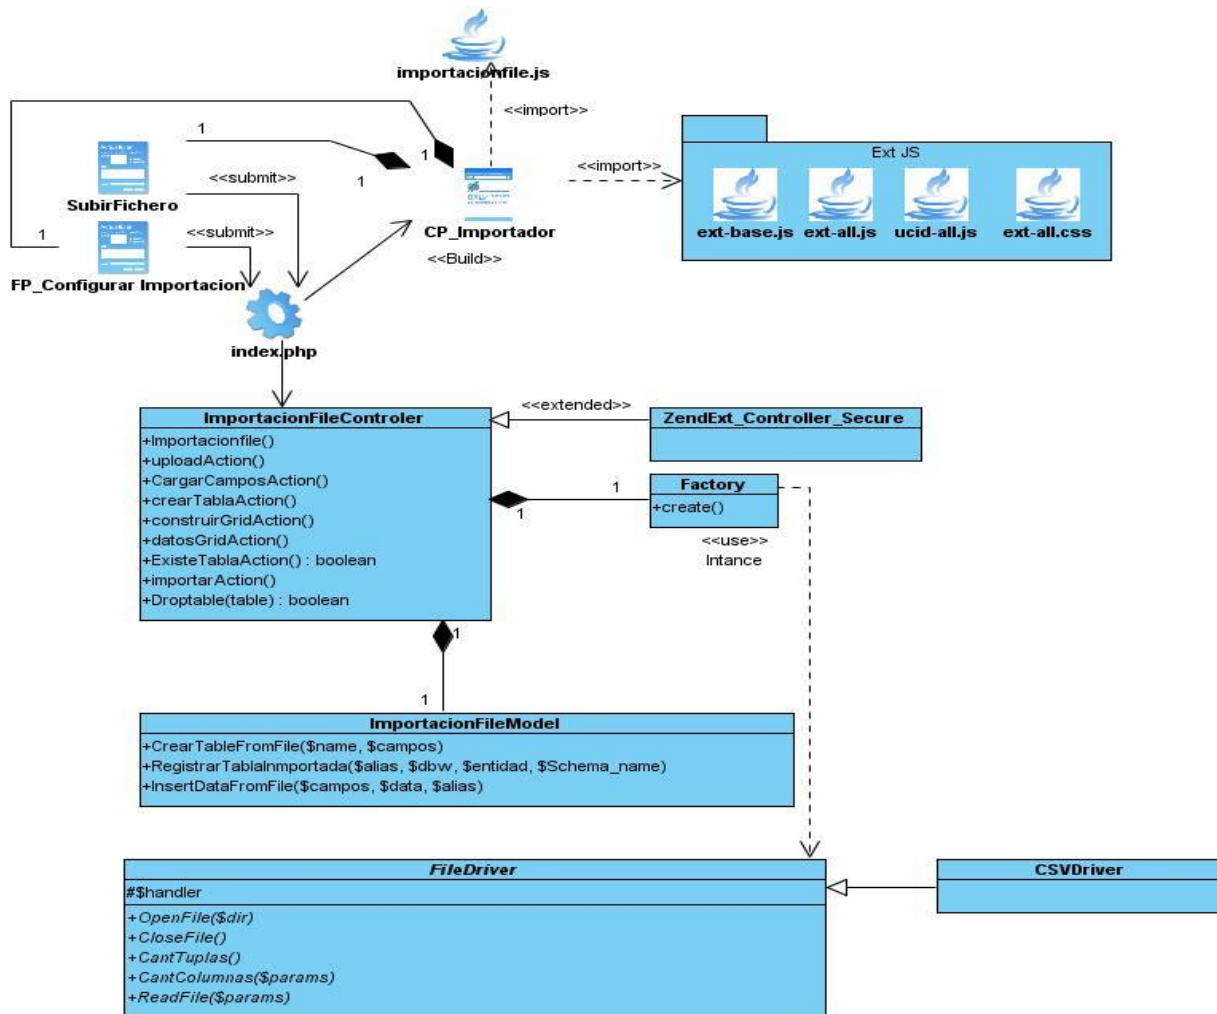 importacionfile.js
<<import>>
1
1
1
Ext JS
<<import>>
<<submit>>
SubirFichero
ext-base.js ext-all.js ucid-all.js ext-all.css
1
<<submit>>
CP_Importador
<<Build>>
FP_Configurar Importacion
index.php
ImportacionFileControler
+Importacionfile()
+uploadAction()
+CargarCamposAction()
+crearTablaAction()
+construirGridAction()
+datosGridAction()
+ExisteTablaAction() : boolean
+importarAction()
+Droptable(table) : boolean
<<extended>>
ZendExt_Controller_Secure
1
1
Factory
+create()
<<use>>
Intance
1
1
ImportacionFileModel
+CrearTableFromFile($name, $campos)
+RegistrarTablaInmportada($alias, $dbw, $entidad, $Schema_name)
+InsertDataFromFile($campos, $data, $alias)
FileDriver
#$handler
+OpenFile($dir)
+CloseFile()
+CantTuplas()
+CantColumnas($params)
+ReadFile($params)
CSVDriver